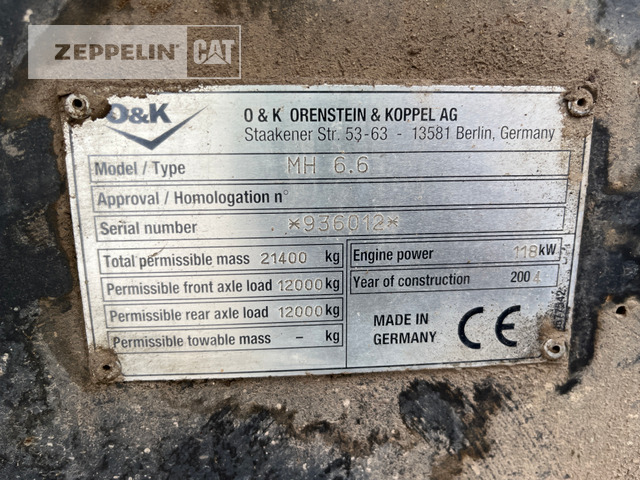 ZEPPELIN CAT
O&K
O & K ORENSTEIN & KOPPEL AG
Staakener Str. 53-63 - 13581 Berlin, Germany
Model / Type MH 6.6
Approval / Homologation n°
Serial number *936012*
Total permissible mass 21400 kg
Permissible front axle load 12000 kg
Permissible rear axle load 12000 kg
Permissible towable mass – kg
Engine power 118 kW
Year of construction 2004
MADE IN
GERMANY
CE